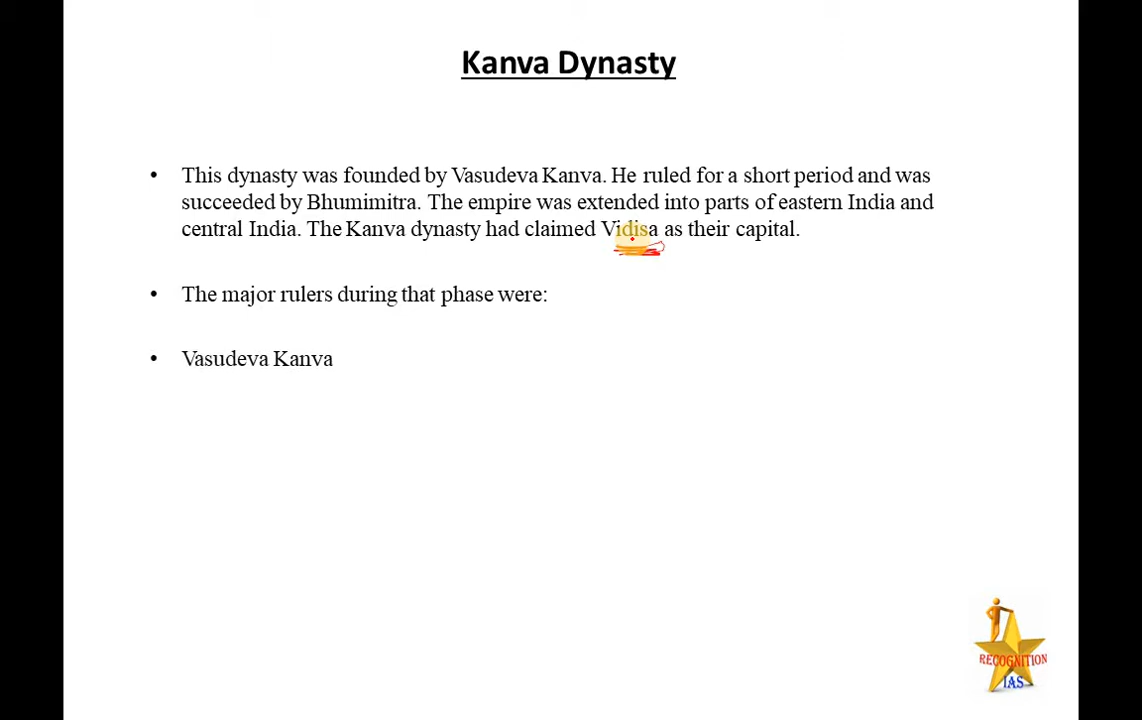 Kanva Dynasty
• This dynasty was founded by Vasudeva Kanva. He ruled for a short period and was
succeeded by Bhumimitra. The empire was extended into parts of eastern India and
central India. The Kanva dynasty had claimed Vidisa as their capital.
• The major rulers during that phase were:
• Vasudeva Kanva
RECOGNITION
IAS